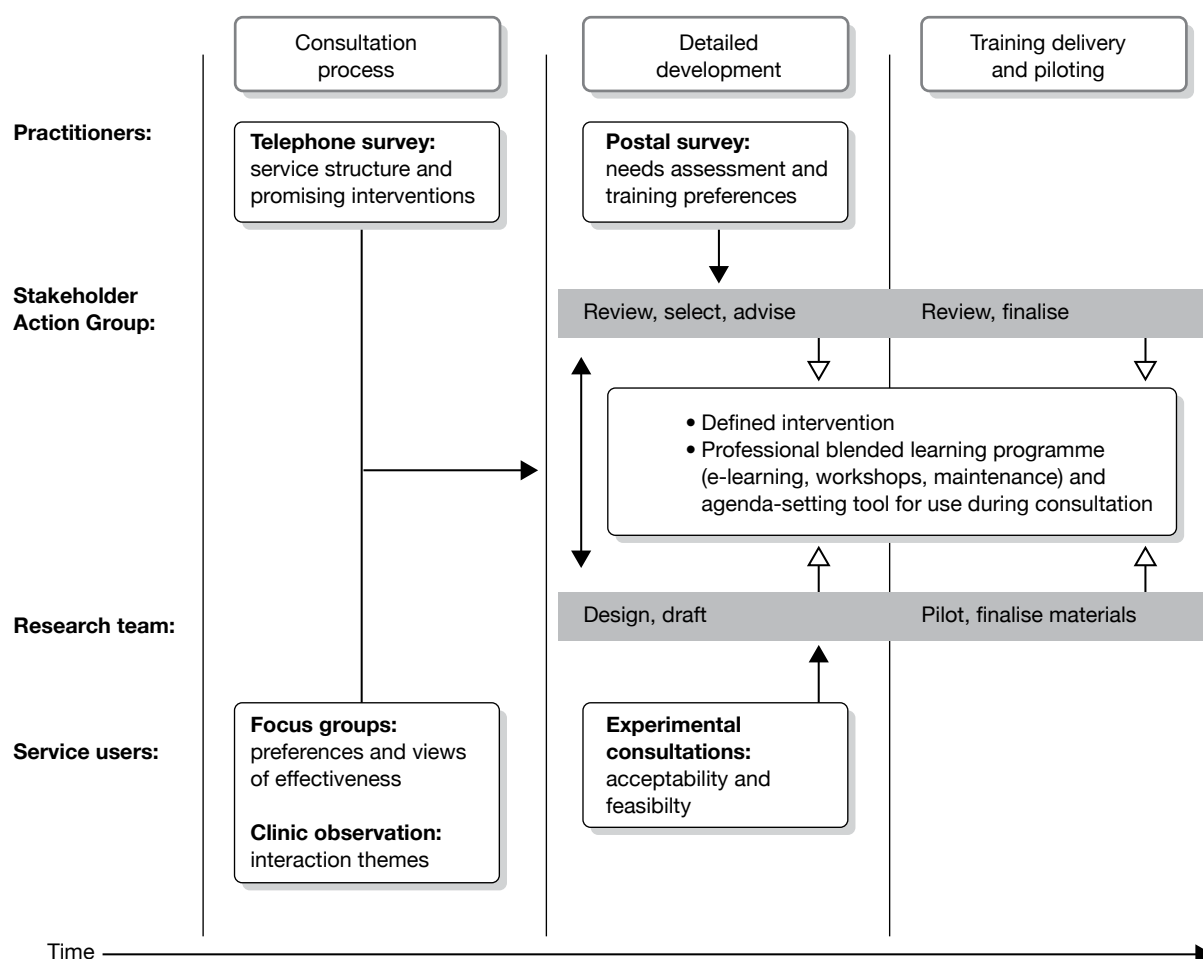 Consultation
process
Detailed
development
Training delivery
and piloting
Practitioners:
Telephone survey:
service structure and
promising interventions
Postal survey:
needs assessment and
training preferences
Stakeholder
Action Group:
Review, select, advise
Review, finalise
• Defined intervention
• Professional blended learning programme
(e-learning, workshops, maintenance) and
agenda-setting tool for use during consultation
Research team:
Design, draft
Pilot, finalise materials
Service users:
Focus groups:
preferences and views
of effectiveness
Clinic observation:
interaction themes
Experimental
consultations:
acceptability and
feasibilty
Time